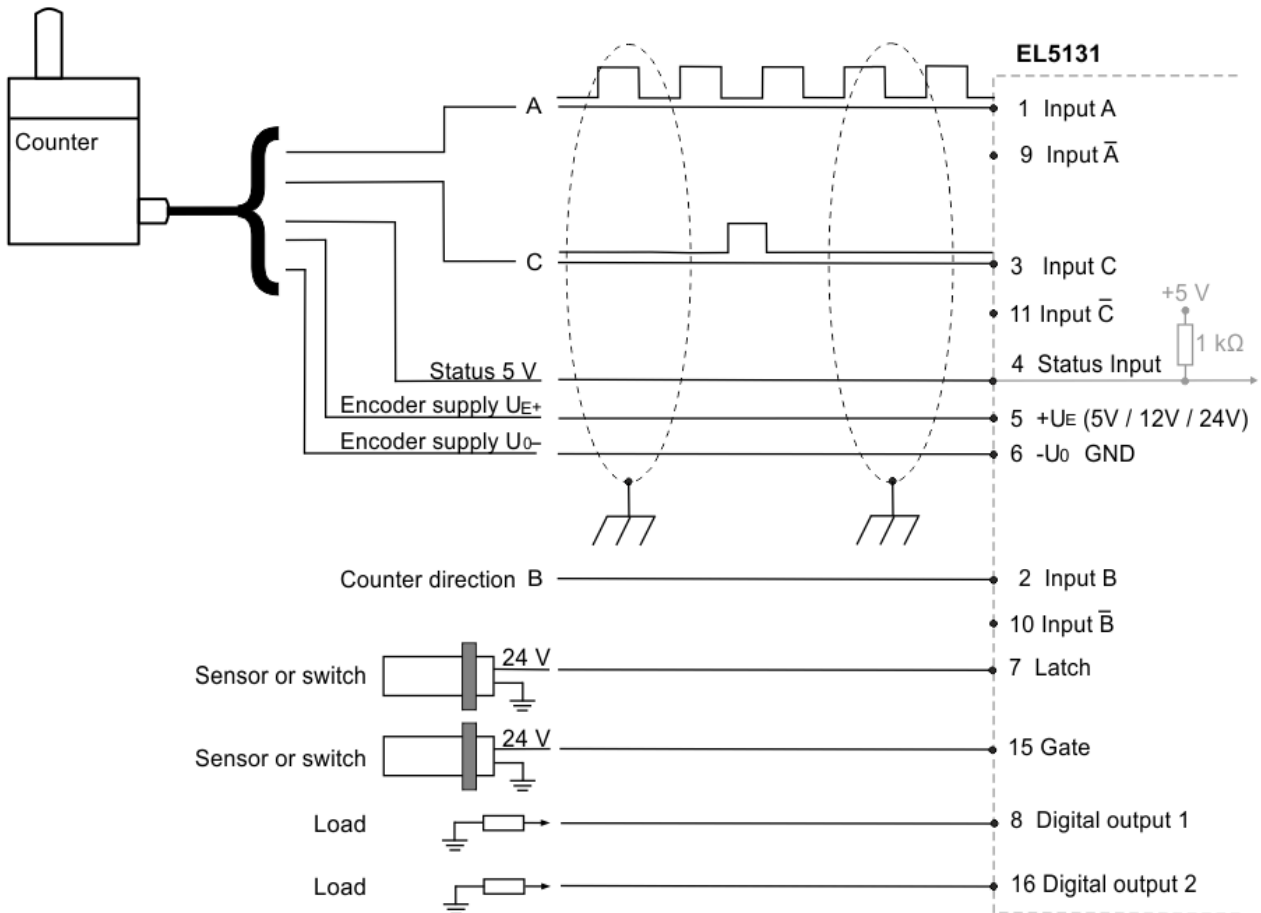 EL5131
A
1 Input A
Counter
9 Input A̅
C
3 Input C
+5 V
11 Input C̅
1 kΩ
Status 5 V
4 Status Input
Encoder supply UE+
5 +UE (5V / 12V / 24V)
Encoder supply U0–
6 -U0 GND
Counter direction B
2 Input B
10 Input B̅
Sensor or switch
24 V
7 Latch
Sensor or switch
24 V
15 Gate
Load
8 Digital output 1
Load
16 Digital output 2